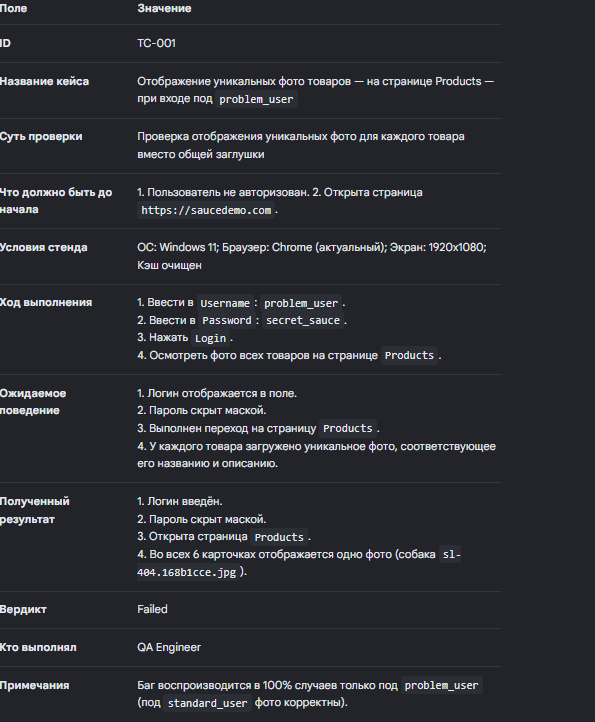 Поле Значение
ID TC-001
Название кейса Отображение уникальных фото товаров — на странице Products —
при входе под problem_user
Суть проверки Проверка отображения уникальных фото для каждого товара
вместо общей заглушки
Что должно быть до 1. Пользователь не авторизован. 2. Открыта страница
начала https://saucedemo.com.
Условия стенда ОС: Windows 11; Браузер: Chrome (актуальный); Экран: 1920x1080;
Кэш очищен
Ход выполнения 1. Ввести в Username: problem_user.
2. Ввести в Password: secret_sauce.
3. Нажать Login.
4. Осмотреть фото всех товаров на странице Products.
Ожидаемое 1. Логин отображается в поле.
поведение 2. Пароль скрыт маской.
3. Выполнен переход на страницу Products.
4. У каждого товара загружено уникальное фото, соответствующее
его названию и описанию.
Полученный 1. Логин введён.
результат 2. Пароль скрыт маской.
3. Открыта страница Products.
4. Во всех 6 карточках отображается одно фото (собака sl-
404.168b1cce.jpg).
Вердикт Failed
Кто выполнял QA Engineer
Примечания Баг воспроизводится в 100% случаев только под problem_user
(под standard_user фото корректны).